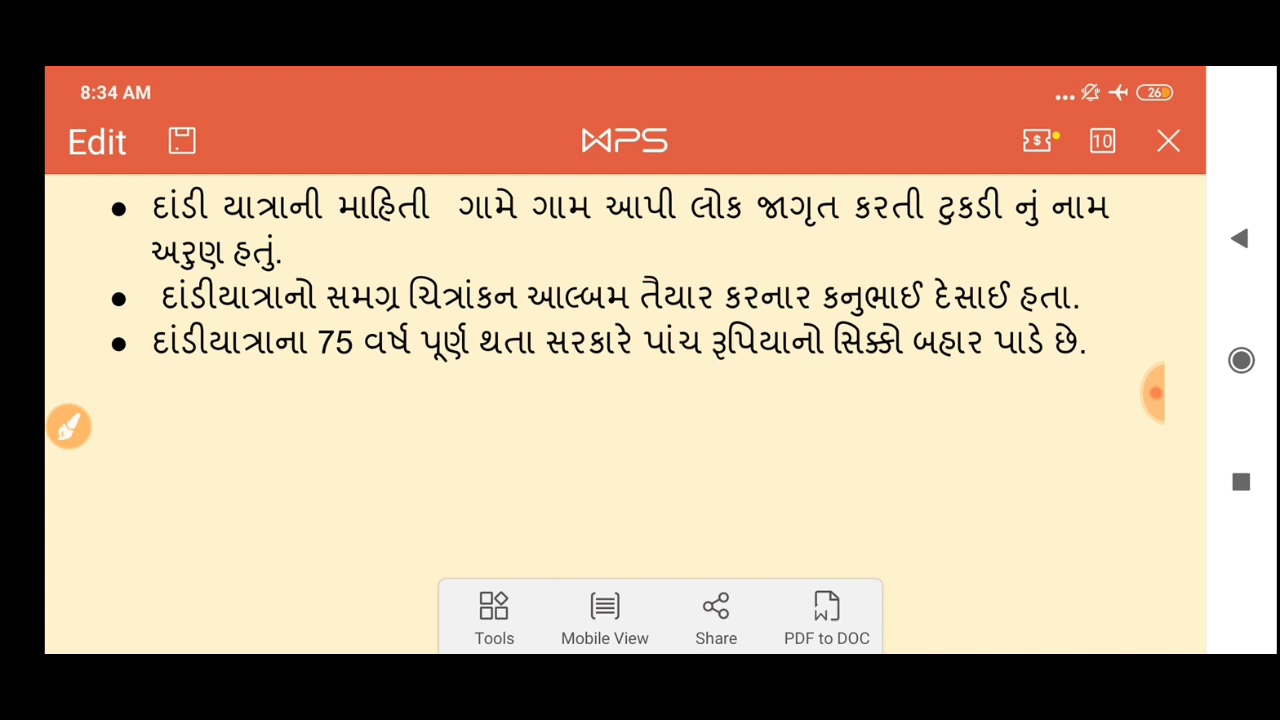 8:34 AM
26
Edit
WPS
10
● દાંડી યાત્રાની માહિતી ગામે ગામ આપી લોક જાગૃત કરતી ટુકડી નું નામ
અરુણ હતું.
● દાંડીયાત્રાનો સમગ્ર ચિત્રાંકન આલ્બમ તૈયાર કરનાર કનુભાઈ દેસાઈ હતા.
● દાંડીયાત્રાના 75 વર્ષ પૂર્ણ થતા સરકારે પાંચ રૂપિયાનો સિક્કો બહાર પાડે છે.
Tools
Mobile View
Share
PDF to DOC